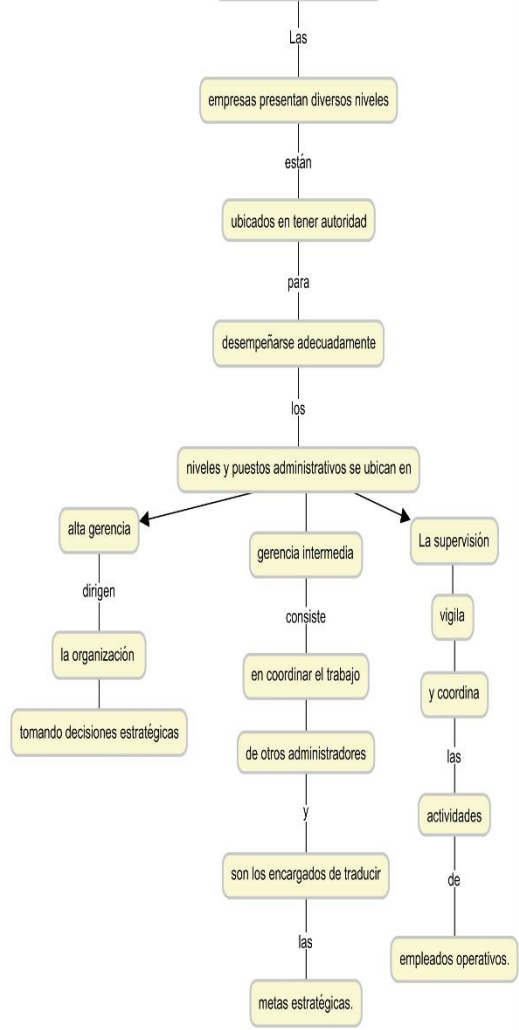 Las
empresas presentan diversos niveles
están
ubicados en tener autoridad
para
desempeñarse adecuadamente
los
niveles y puestos administrativos se ubican en
alta gerencia
dirigen
la organización
tomando decisiones estratégicas
gerencia intermedia
consiste
en coordinar el trabajo
de otros administradores
y
son los encargados de traducir
las
metas estratégicas.
La supervisión
vigila
y coordina
las
actividades
de
empleados operativos.